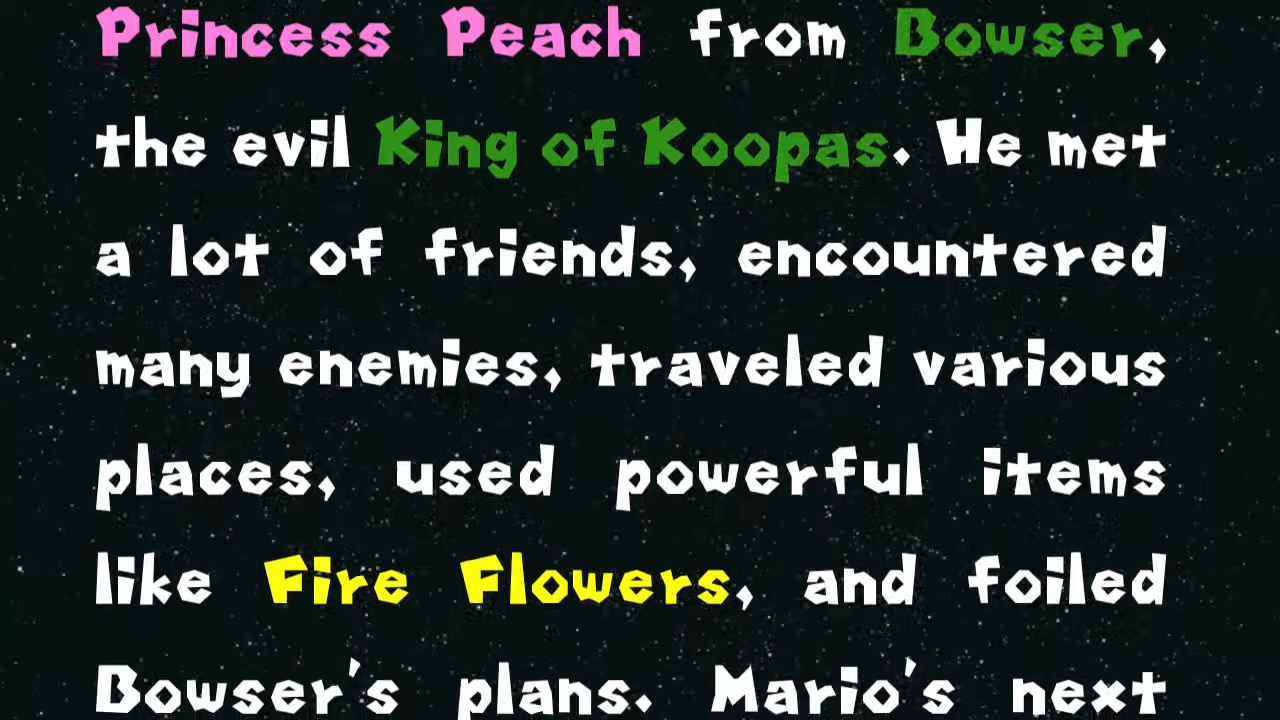 Princess Peach from Bowser,
the evil King of Koopas. He met
a lot of friends, encountered
many enemies, traveled various
places, used powerful items
like Fire Flowers, and foiled
Bowser's plans. Mario's next